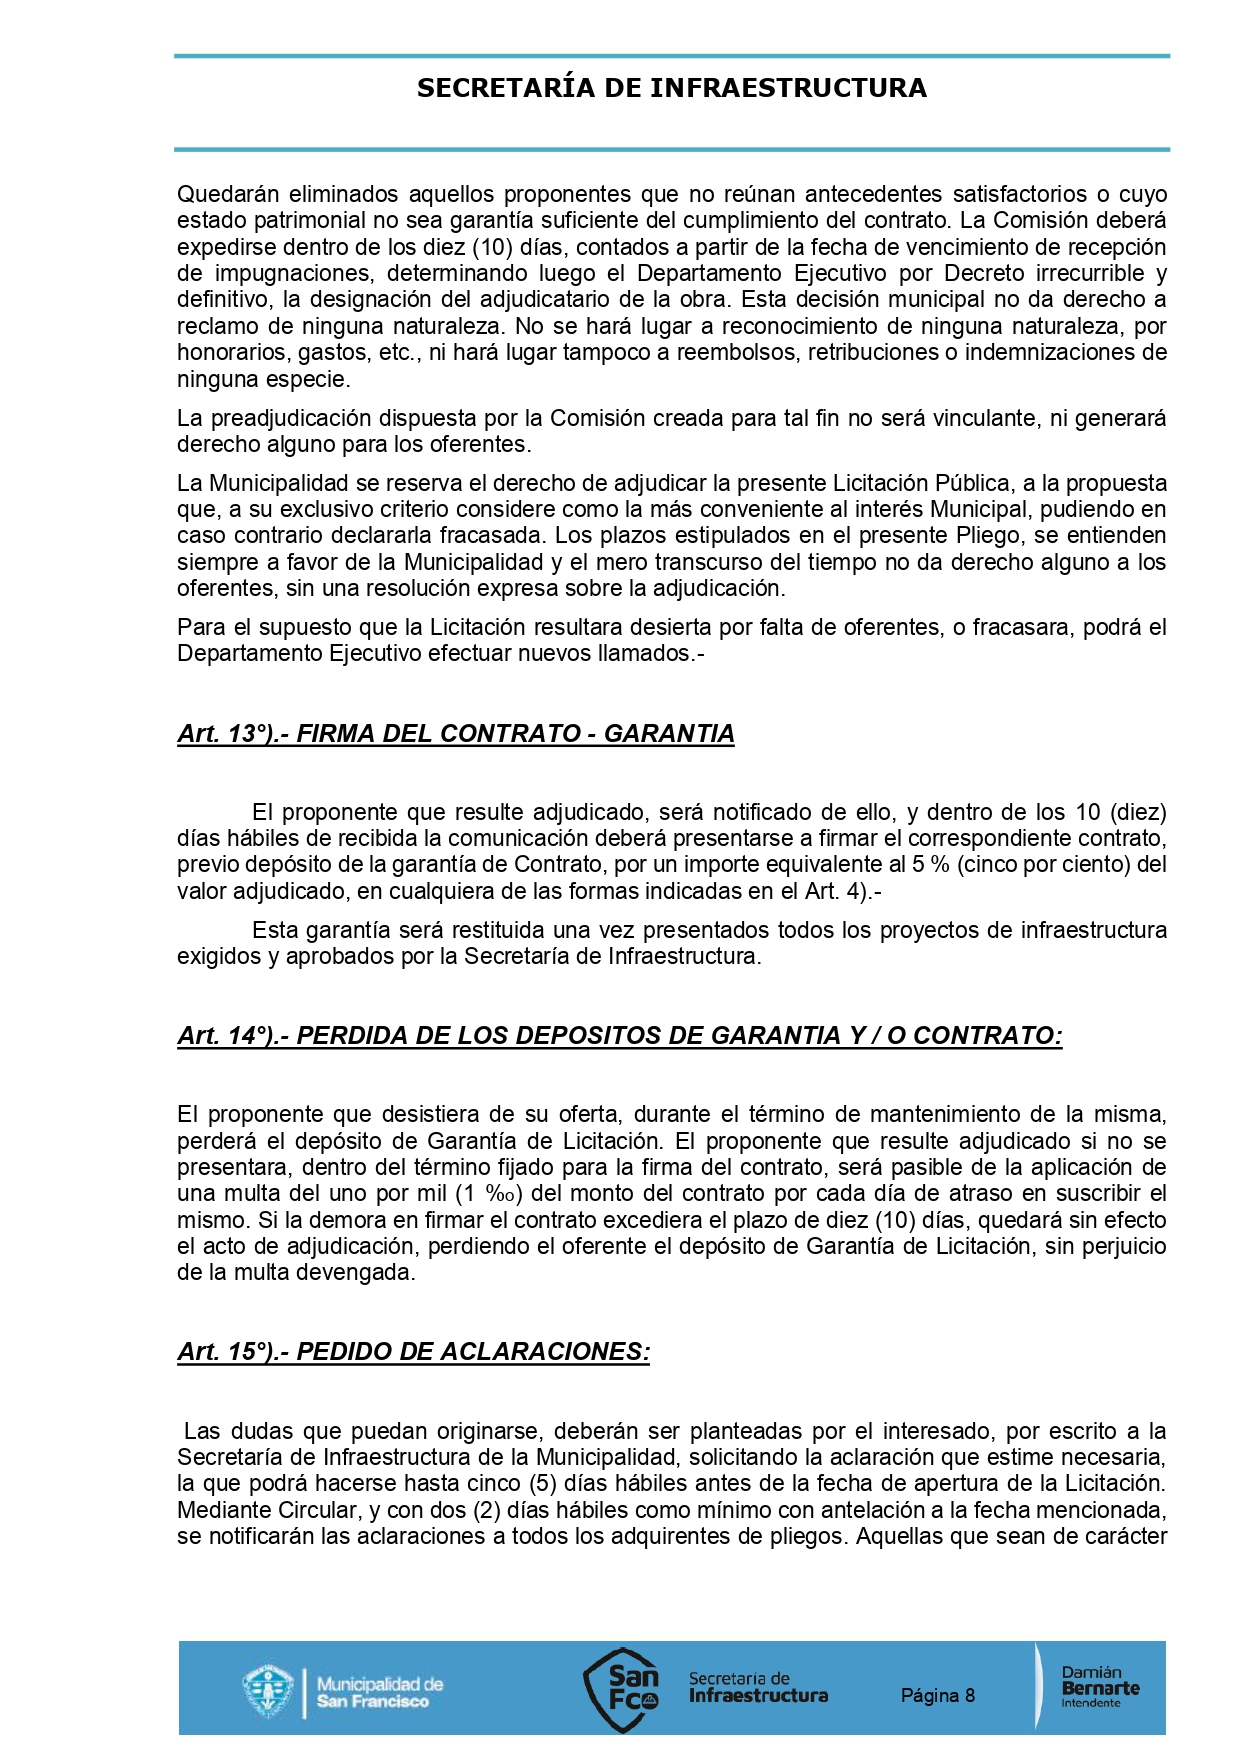 SECRETARÍA DE INFRAESTRUCTURA
Quedarán eliminados aquellos proponentes que no reúnan antecedentes satisfactorios o cuyo
estado patrimonial no sea garantía suficiente del cumplimiento del contrato. La Comisión deberá
expedirse dentro de los diez (10) días, contados a partir de la fecha de vencimiento de recepción
de impugnaciones, determinando luego el Departamento Ejecutivo por Decreto irrecurrible y
definitivo, la designación del adjudicatario de la obra. Esta decisión municipal no da derecho a
reclamo de ninguna naturaleza. No se hará lugar a reconocimiento de ninguna naturaleza, por
honorarios, gastos, etc., ni hará lugar tampoco a reembolsos, retribuciones o indemnizaciones de
ninguna especie.
La preadjudicación dispuesta por la Comisión creada para tal fin no será vinculante, ni generará
derecho alguno para los oferentes.
La Municipalidad se reserva el derecho de adjudicar la presente Licitación Pública, a la propuesta
que, a su exclusivo criterio considere como la más conveniente al interés Municipal, pudiendo en
caso contrario declararla fracasada. Los plazos estipulados en el presente Pliego, se entienden
siempre a favor de la Municipalidad y el mero transcurso del tiempo no da derecho alguno a los
oferentes, sin una resolución expresa sobre la adjudicación.
Para el supuesto que la Licitación resultara desierta por falta de oferentes, o fracasara, podrá el
Departamento Ejecutivo efectuar nuevos llamados.-
Art. 13°).- FIRMA DEL CONTRATO - GARANTIA
El proponente que resulte adjudicado, será notificado de ello, y dentro de los 10 (diez)
días hábiles de recibida la comunicación deberá presentarse a firmar el correspondiente contrato,
previo depósito de la garantía de Contrato, por un importe equivalente al 5 % (cinco por ciento) del
valor adjudicado, en cualquiera de las formas indicadas en el Art. 4).-
Esta garantía será restituida una vez presentados todos los proyectos de infraestructura
exigidos y aprobados por la Secretaría de Infraestructura.
Art. 14°).- PERDIDA DE LOS DEPOSITOS DE GARANTIA Y / O CONTRATO:
El proponente que desistiera de su oferta, durante el término de mantenimiento de la misma,
perderá el depósito de Garantía de Licitación. El proponente que resulte adjudicado si no se
presentara, dentro del término fijado para la firma del contrato, será pasible de la aplicación de
una multa del uno por mil (1 %o) del monto del contrato por cada día de atraso en suscribir el
mismo. Si la demora en firmar el contrato excediera el plazo de diez (10) días, quedará sin efecto
el acto de adjudicación, perdiendo el oferente el depósito de Garantía de Licitación, sin perjuicio
de la multa devengada.
Art. 15°).- PEDIDO DE ACLARACIONES:
Las dudas que puedan originarse, deberán ser planteadas por el interesado, por escrito a la
Secretaría de Infraestructura de la Municipalidad, solicitando la aclaración que estime necesaria,
la que podrá hacerse hasta cinco (5) días hábiles antes de la fecha de apertura de la Licitación.
Mediante Circular, y con dos (2) días hábiles como mínimo con antelación a la fecha mencionada,
se notificarán las aclaraciones a todos los adquirentes de pliegos. Aquellas que sean de carácter
Municipalidad de
San Francisco
San
Fco
Secretaría de
Infraestructura
Página 8
Damián
Bernarte
Intendente